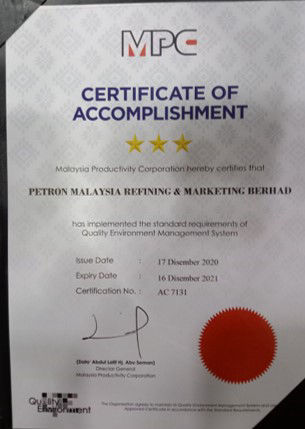 MPC
CERTIFICATE OF
ACCOMPLISHMENT
Malaysia Productivity Corporation hereby certifies that
PETRON MALAYSIA REFINING & MARKETING BERHAD
has implemented the standard requirements of
Quality Environment Management System
Issue Date : 17 Disember 2020
Expiry Date : 16 Disember 2021
Certification No. : AC 7131
(Dato' Abdul Latif Hj. Abu Seman)
Director General
Malaysia Productivity Corporation
Quality
Environment
The Organisation agrees to maintain its Quality Environment Management System and use
Approved Certificate in accordance with the Standard Requirements.